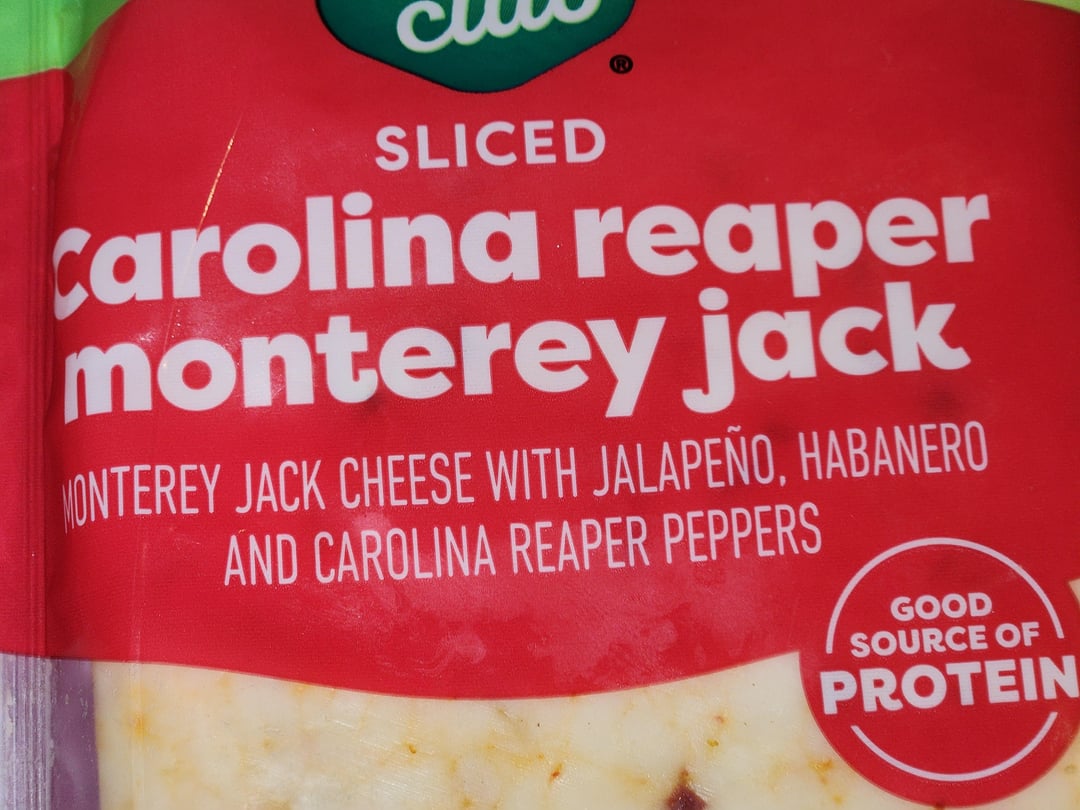 club
®
SLICED
Carolina reaper
monterey jack
MONTEREY JACK CHEESE WITH JALAPEÑO, HABANERO
AND CAROLINA REAPER PEPPERS
GOOD
SOURCE OF
PROTEIN